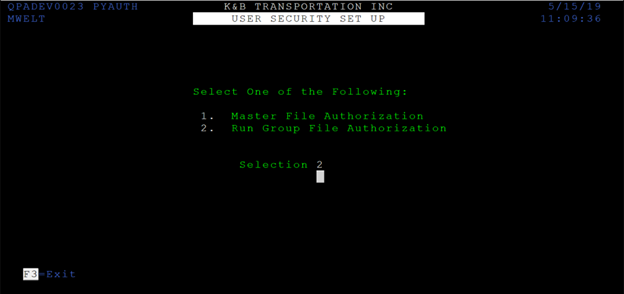 QPADEV0023 PYAUTH K&B TRANSPORTATION INC 5/15/19
MWELT USER SECURITY SET UP 11:09:36
Select One of the Following:
1. Master File Authorization
2. Run Group File Authorization
Selection 2
F3=Exit